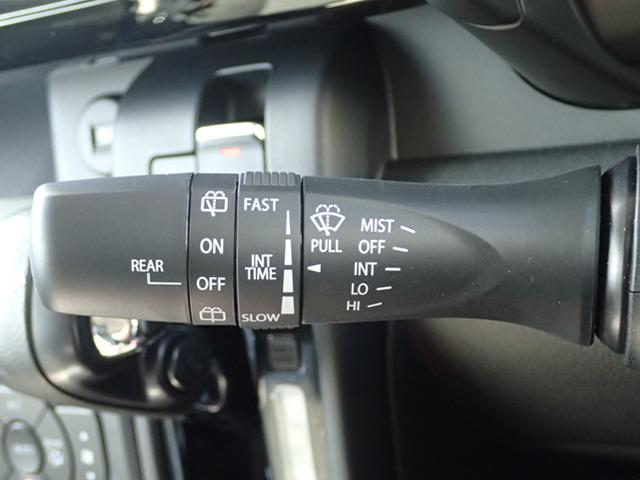 REAR
ON
OFF
FAST
INT
TIME
SLOW
PULL
MIST
OFF
INT
LO
HI